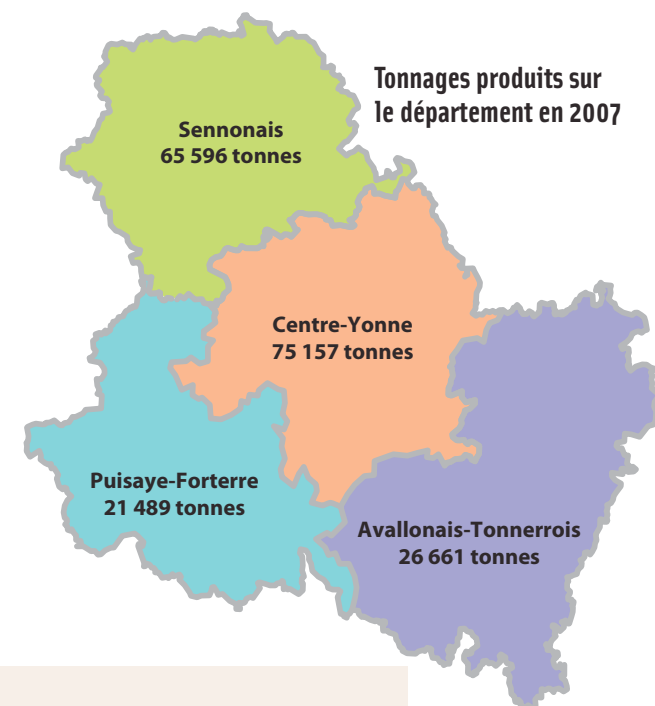 Tonnages produits sur
le département en 2007
Sennonais
65 596 tonnes
Centre-Yonne
75 157 tonnes
Puisaye-Forterre
21 489 tonnes
Avallonais-Tonnerrois
26 661 tonnes